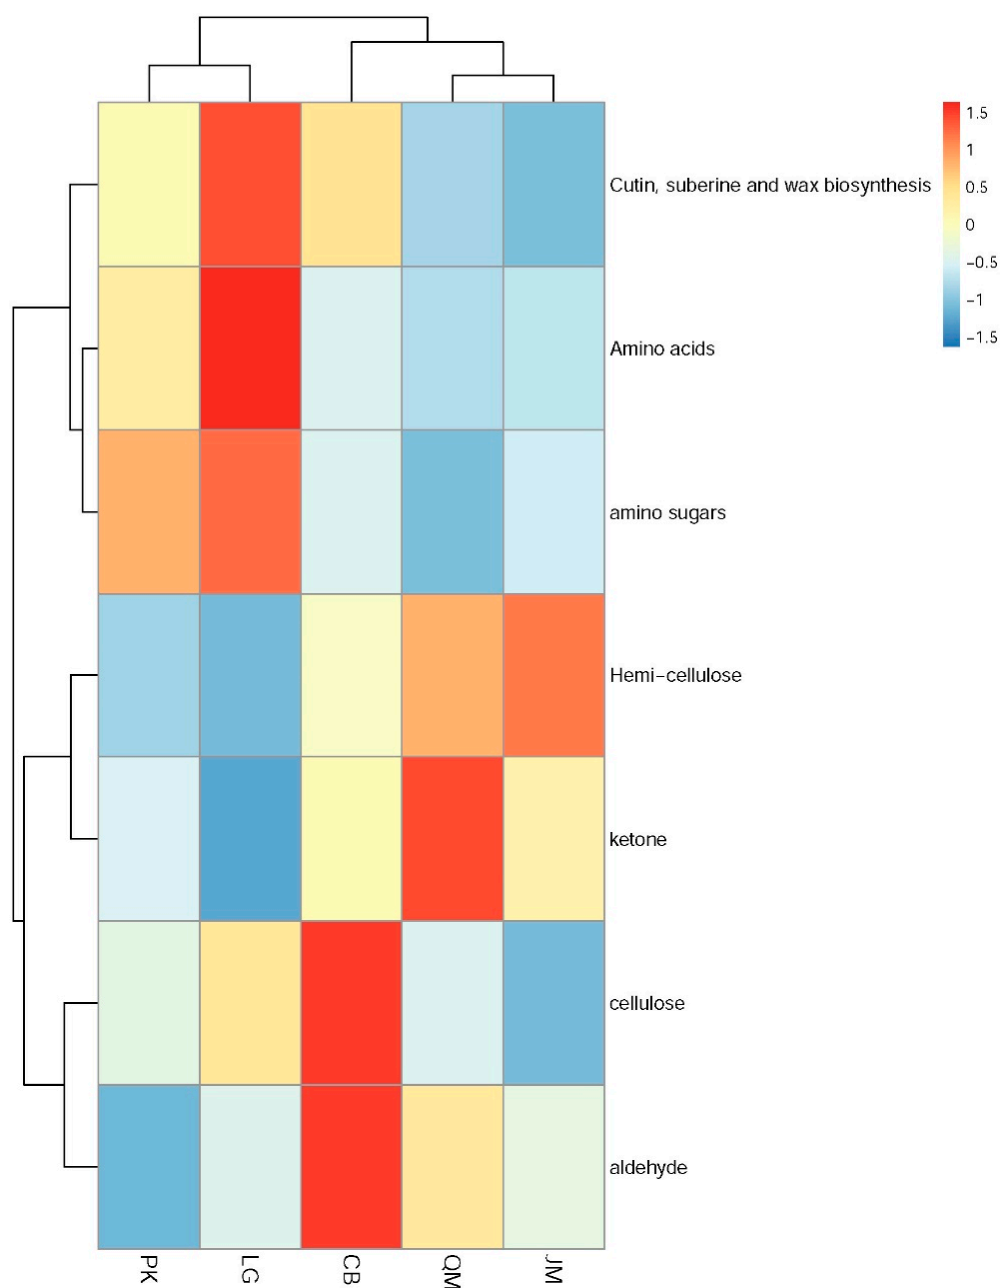 1.5
1
0.5
0
−0.5
−1
−1.5
Cutin, suberine and wax biosynthesis
Amino acids
amino sugars
Hemi−cellulose
ketone
cellulose
aldehyde
PK
LG
CB
QM
JM